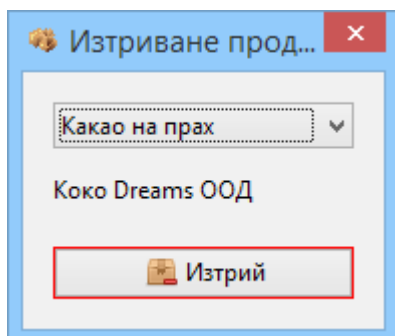 Изтриване прод...
Какао на прах
Коко Dreams ООД
Изтрий